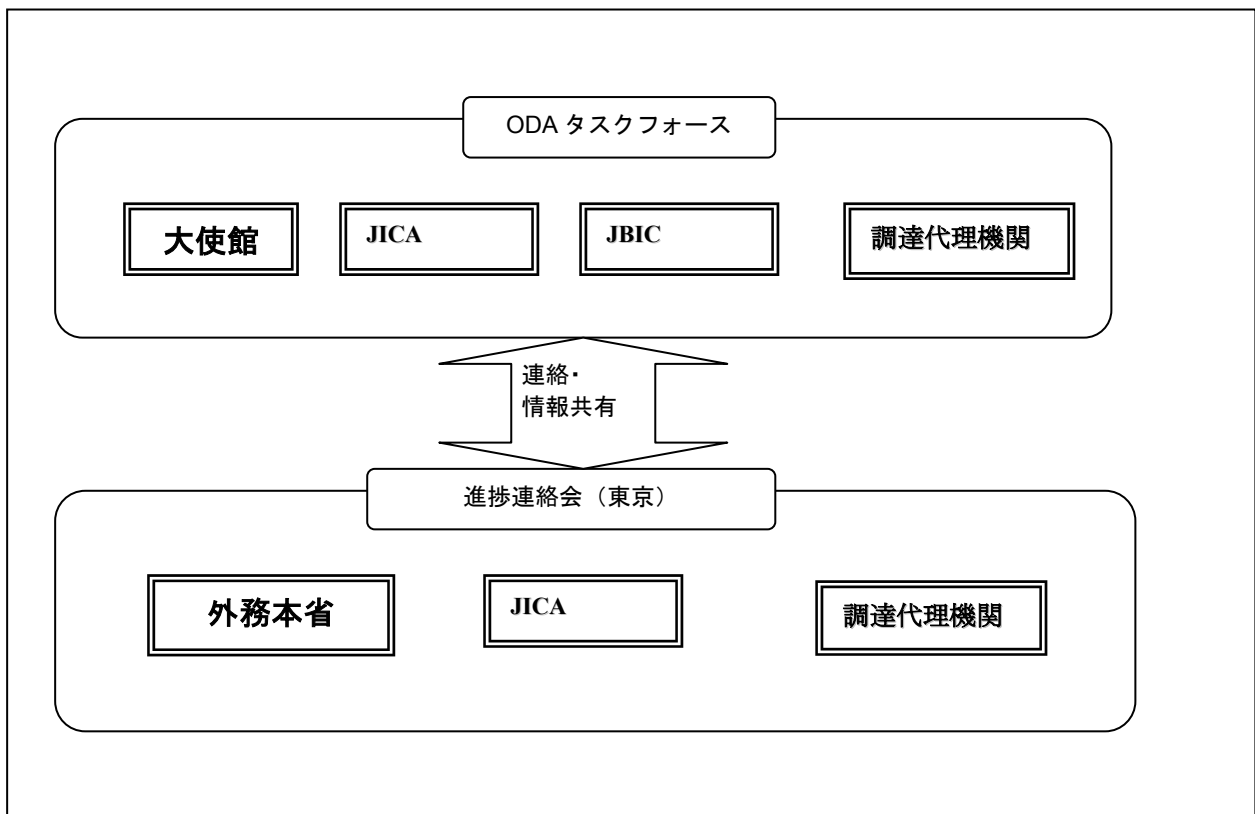 ODA タスクフォース
大使館
JICA
JBIC
調達代理機関
連絡・
情報共有
進捗連絡会（東京）
外務本省
JICA
調達代理機関